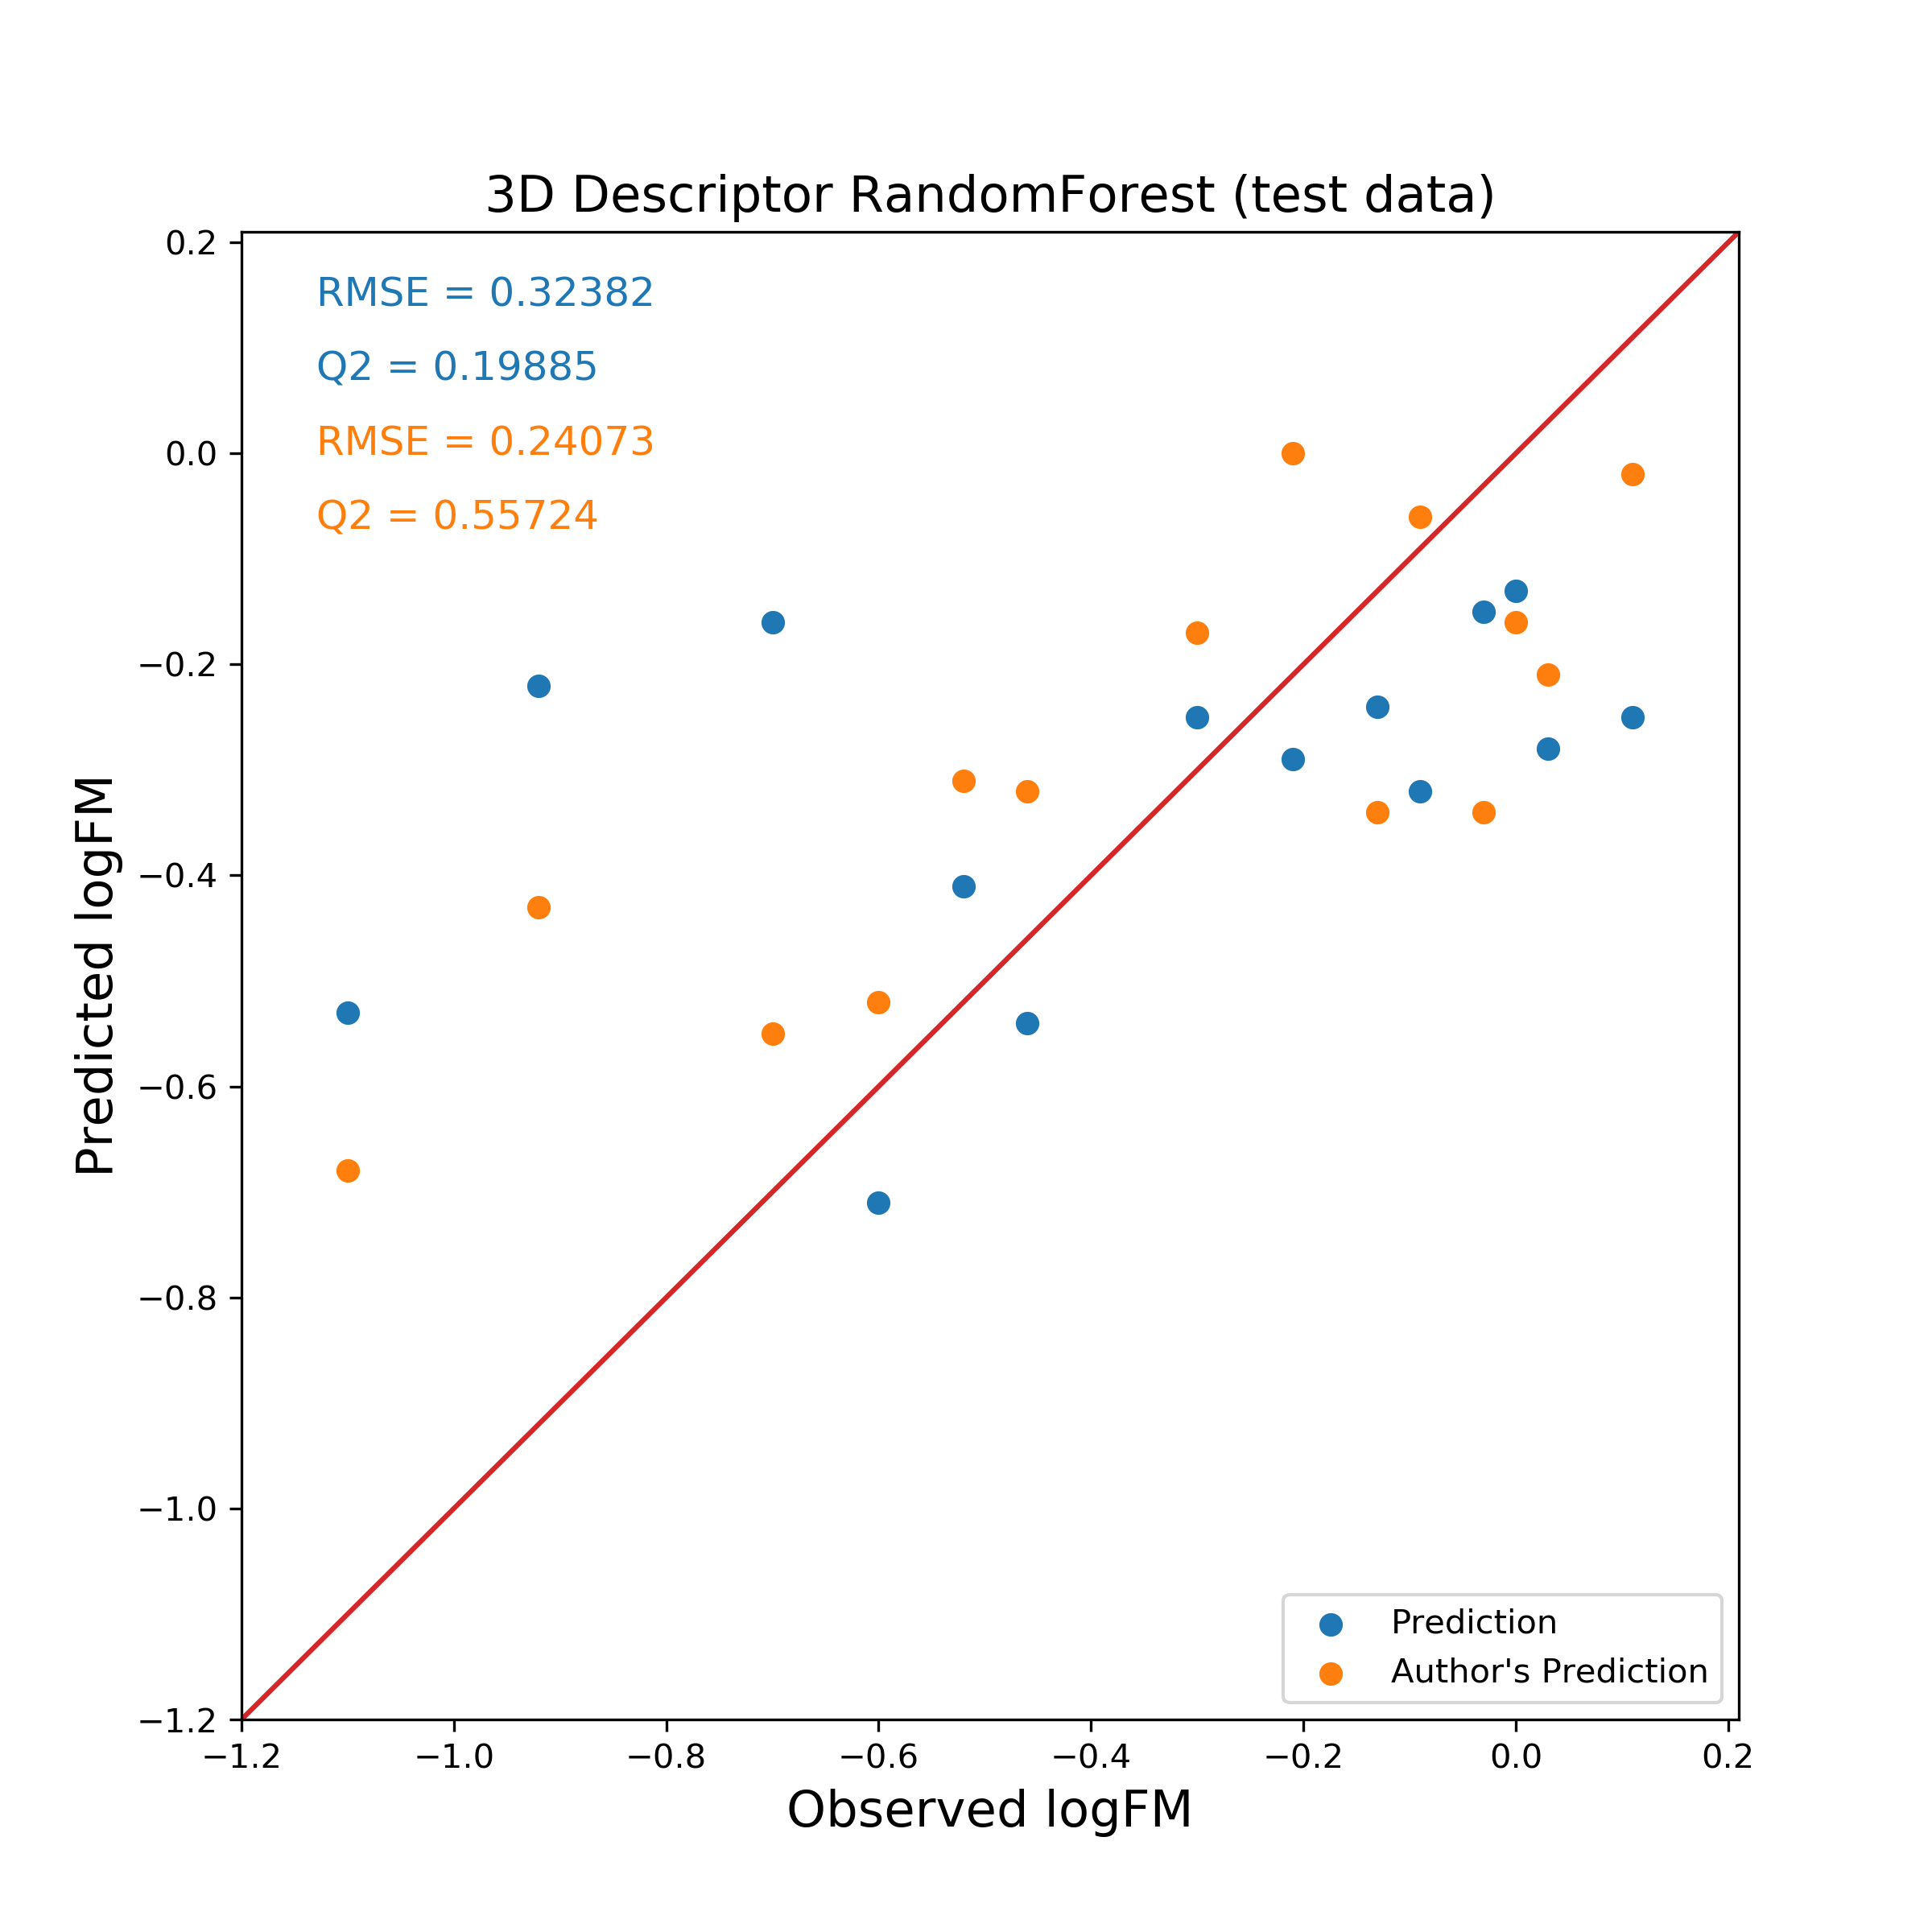 3D Descriptor RandomForest (test data)
RMSE = 0.32382
Q2 = 0.19885
RMSE = 0.24073
Q2 = 0.55724
0.2
0.0
−0.2
−0.4
−0.6
−0.8
−1.0
−1.2
Predicted logFM
Prediction
Author's Prediction
−1.2 −1.0 −0.8 −0.6 −0.4 −0.2 0.0 0.2
Observed logFM